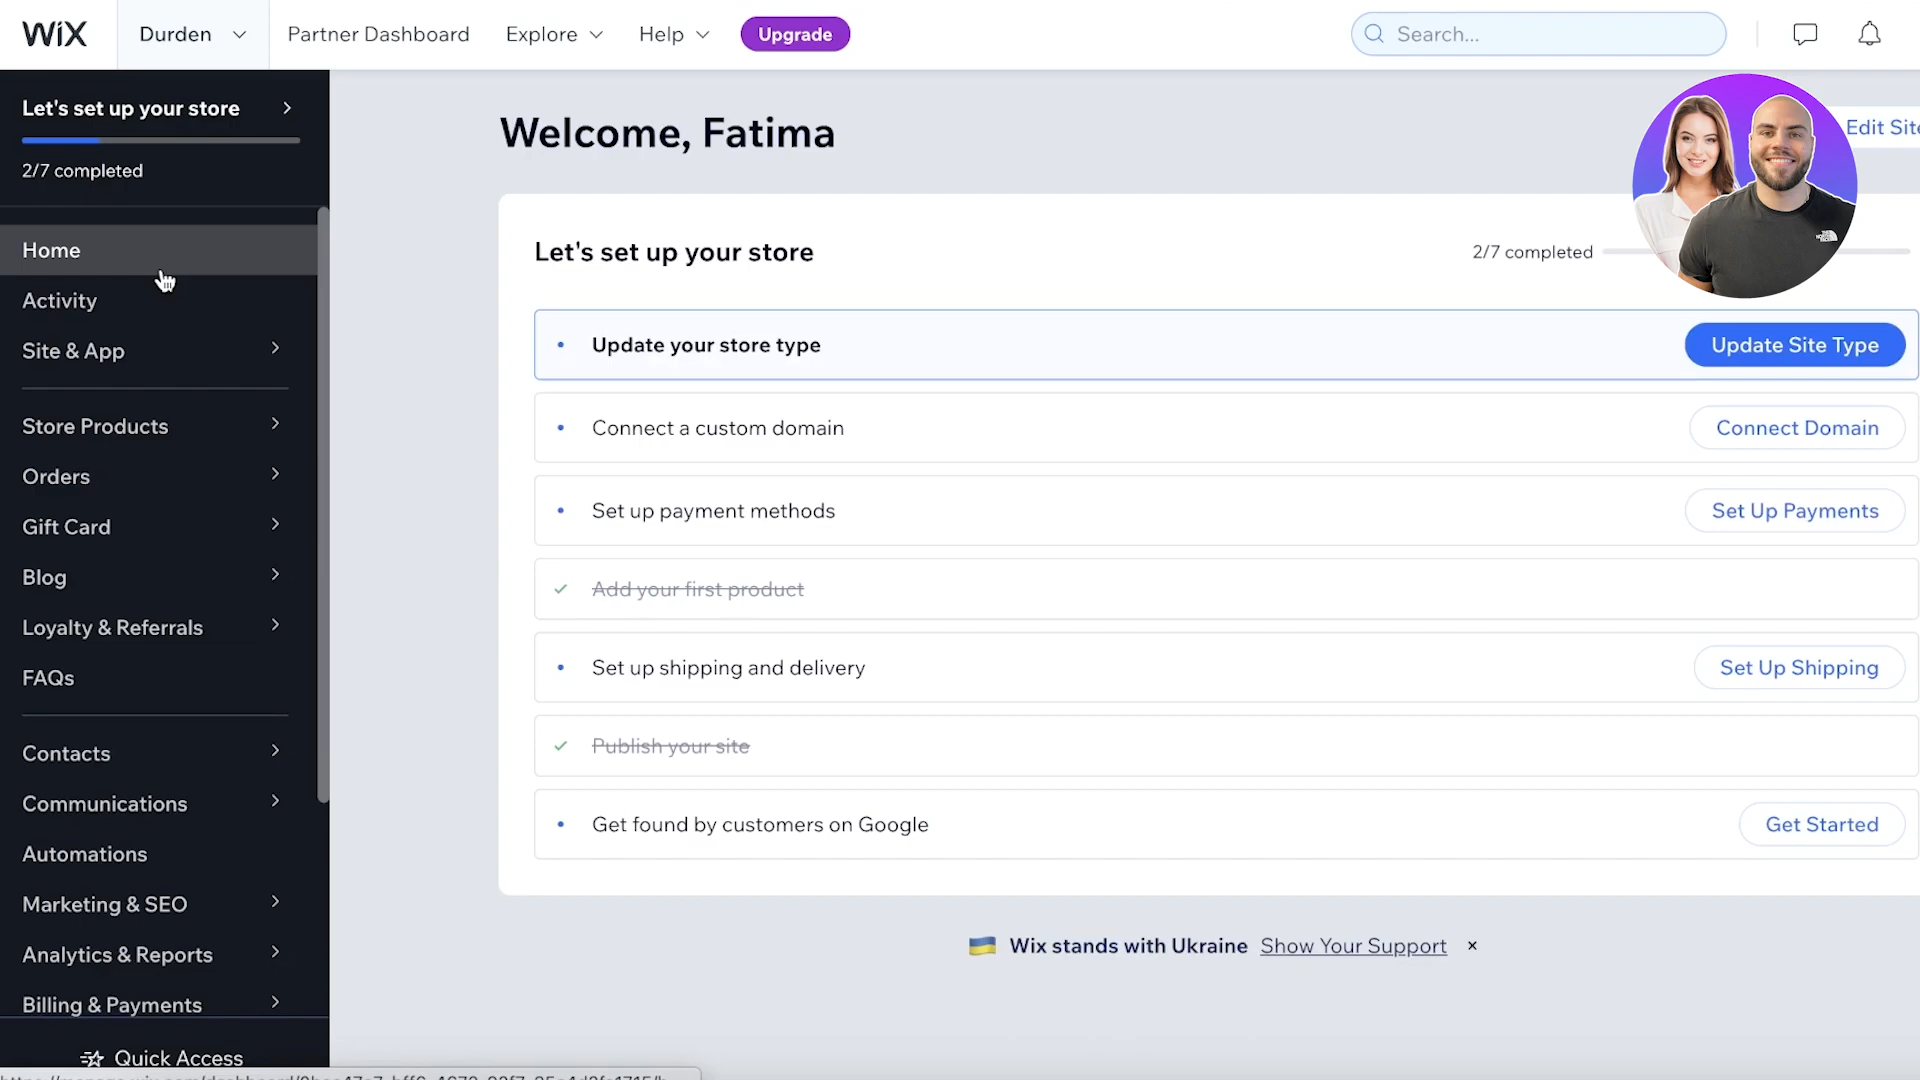 WiX
Durden
Partner Dashboard
Explore
Help
Upgrade
Search...
Let's set up your store
2/7 completed
Home
Activity
Site & App
Store Products
Orders
Gift Card
Blog
Loyalty & Referrals
FAQs
Contacts
Communications
Automations
Marketing & SEO
Analytics & Reports
Billing & Payments
Quick Access
Welcome, Fatima
Edit Site
Let's set up your store
2/7 completed
Update your store type
Update Site Type
Connect a custom domain
Connect Domain
Set up payment methods
Set Up Payments
Add your first product
Set up shipping and delivery
Set Up Shipping
Publish your site
Get found by customers on Google
Get Started
Wix stands with Ukraine Show Your Support